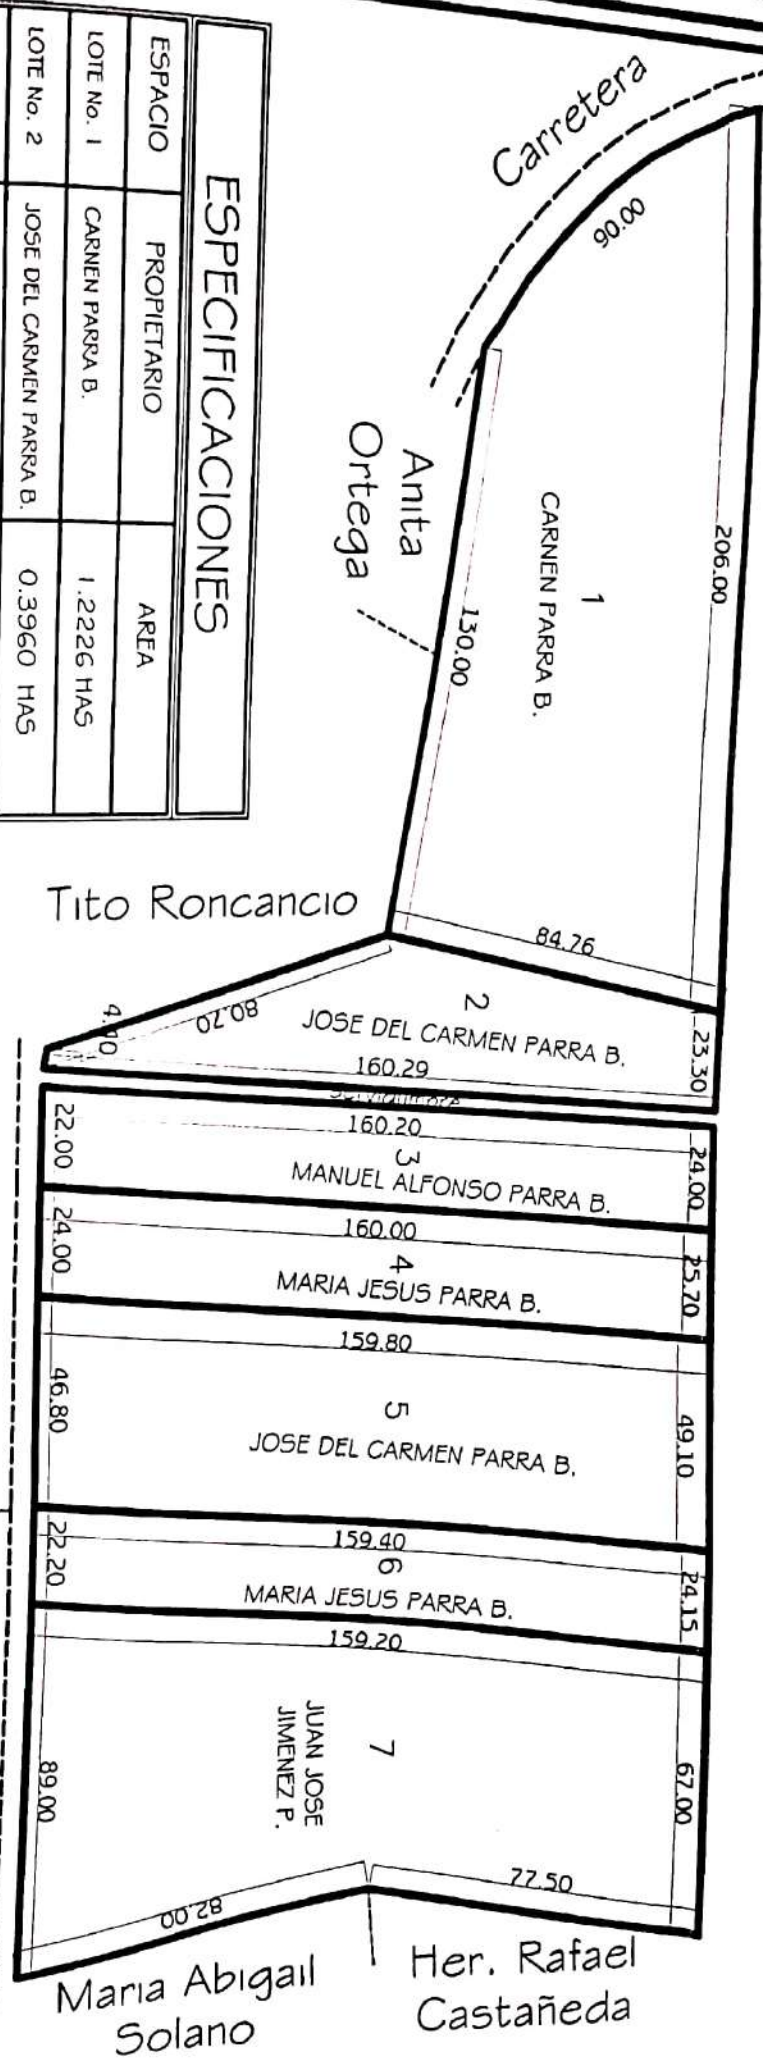 Carretera
90.00
206.00
1
CARNEN PARRA B.
130.00
Anita
Ortega
84.76
Tito Roncancio
ESPECIFICACIONES
ESPACIO PROPIETARIO AREA
LOTE No. 1 CARNEN PARRA B. 1.2226 HAS
LOTE No. 2 JOSE DEL CARMEN PARRA B. 0.3960 HAS
2
JOSE DEL CARMEN PARRA B.
23.30
80.70
160.29
160.20
3
MANUEL ALFONSO PARRA B.
22.00
24.00
160.00
4
MARIA JESUS PARRA B.
24.00
25.70
159.80
5
JOSE DEL CARMEN PARRA B.
46.80
49.10
159.40
6
MARIA JESUS PARRA B.
22.20
24.15
159.20
7
JUAN JOSE
JIMENEZ P.
89.00
67.00
82.00
77.50
Maria Abigail
Solano
Her. Rafael
Castañeda